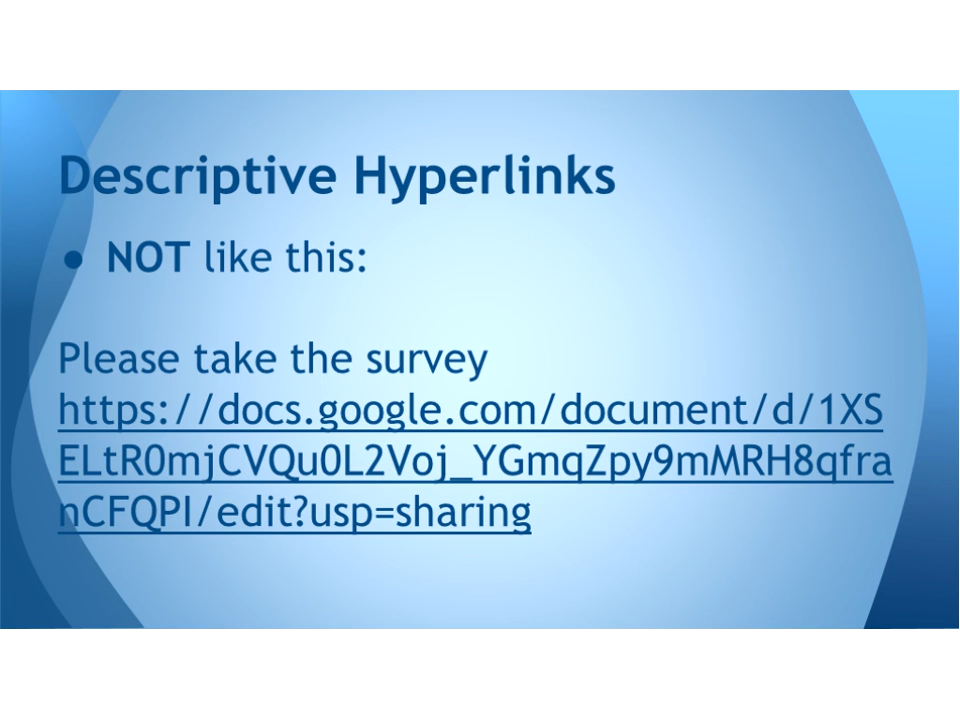 Descriptive Hyperlinks
● NOT like this:
Please take the survey
https://docs.google.com/document/d/1XS
ELtR0mjCVQu0L2Voj_YGmqZpy9mMRH8qfra
nCFQPI/edit?usp=sharing